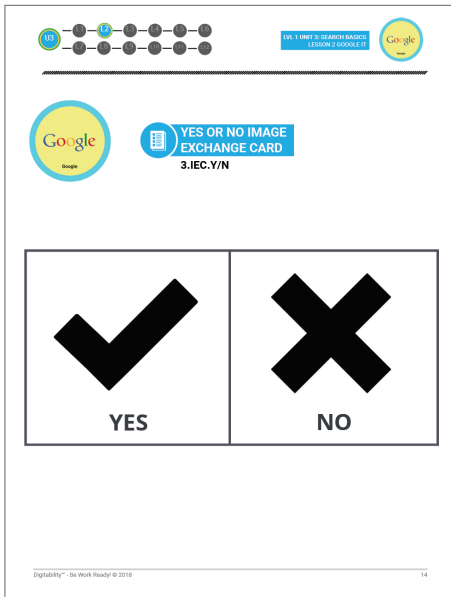 U3
L1 L2 L3 L4 L5 L6
L7 L8 L9 L10 L11 L12
LVL 1 UNIT 3: SEARCH BASICS
LESSON 2 GOOGLE IT
Google
Google
Google
Google
YES OR NO IMAGE
EXCHANGE CARD
3.IEC.Y/N
YES NO
Digitability™ - Be Work Ready! © 2018 14